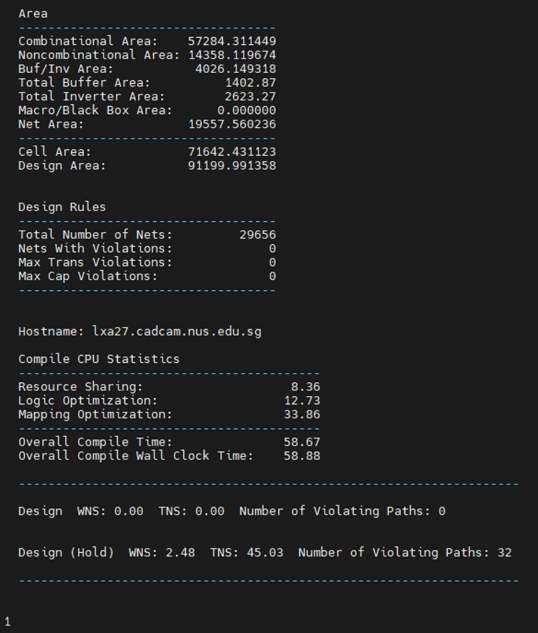 Area
-----------------------------------
Combinational Area:    57284.311449
Noncombinational Area: 14358.119674
Buf/Inv Area:           4026.149318
Total Buffer Area:          1402.87
Total Inverter Area:        2623.27
Macro/Black Box Area:      0.000000
Net Area:              19557.560236
-----------------------------------
Cell Area:             71642.431123
Design Area:           91199.991358
Design Rules
-----------------------------------
Total Number of Nets:         29656
Nets With Violations:             0
Max Trans Violations:             0
Max Cap Violations:               0
-----------------------------------
Hostname: lxa27.cadcam.nus.edu.sg
Compile CPU Statistics
-----------------------------------------
Resource Sharing:                    8.36
Logic Optimization:                 12.73
Mapping Optimization:               33.86
-----------------------------------------
Overall Compile Time:               58.67
Overall Compile Wall Clock Time:    58.88
--------------------------------------------------------------------
Design  WNS: 0.00  TNS: 0.00  Number of Violating Paths: 0
Design (Hold)  WNS: 2.48  TNS: 45.03  Number of Violating Paths: 32
--------------------------------------------------------------------
1